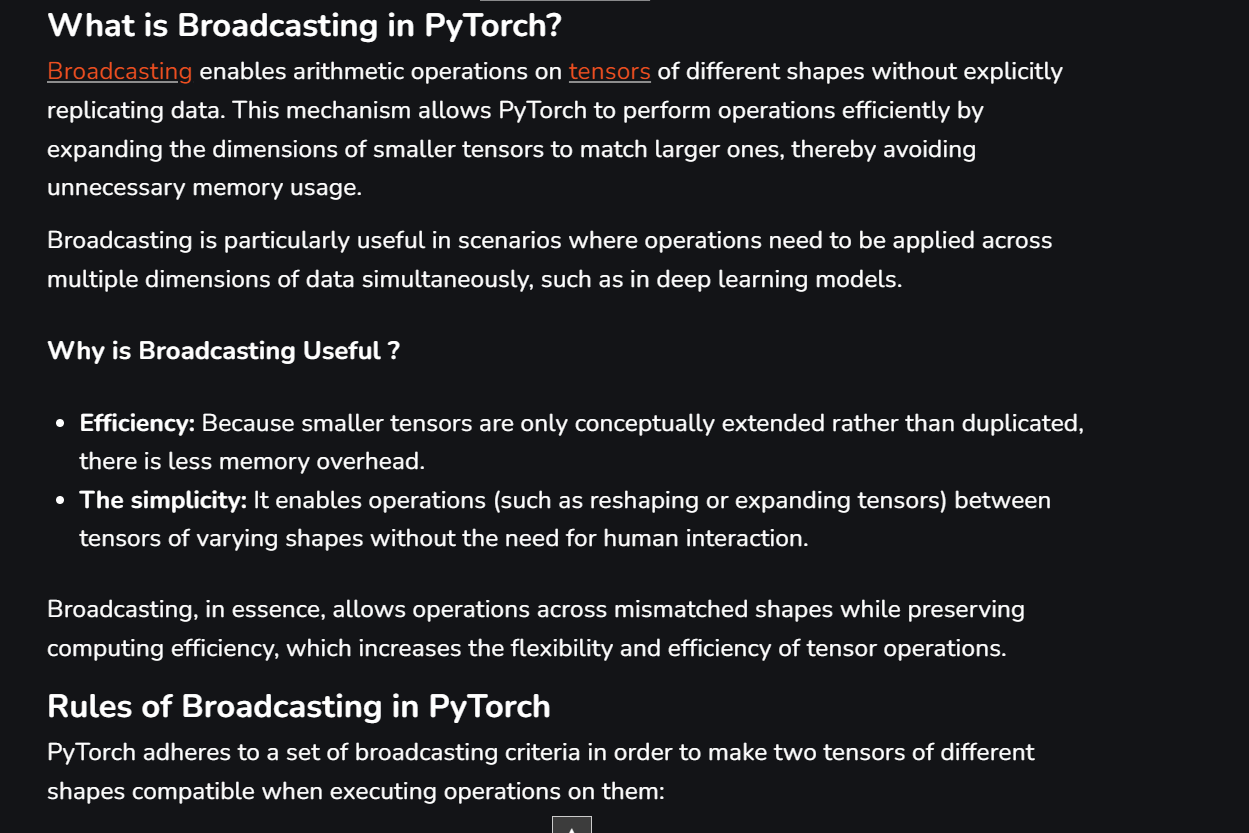 What is Broadcasting in PyTorch?
Broadcasting enables arithmetic operations on tensors of different shapes without explicitly
replicating data. This mechanism allows PyTorch to perform operations efficiently by
expanding the dimensions of smaller tensors to match larger ones, thereby avoiding
unnecessary memory usage.
Broadcasting is particularly useful in scenarios where operations need to be applied across
multiple dimensions of data simultaneously, such as in deep learning models.
Why is Broadcasting Useful ?
• Efficiency: Because smaller tensors are only conceptually extended rather than duplicated,
there is less memory overhead.
• The simplicity: It enables operations (such as reshaping or expanding tensors) between
tensors of varying shapes without the need for human interaction.
Broadcasting, in essence, allows operations across mismatched shapes while preserving
computing efficiency, which increases the flexibility and efficiency of tensor operations.
Rules of Broadcasting in PyTorch
PyTorch adheres to a set of broadcasting criteria in order to make two tensors of different
shapes compatible when executing operations on them: